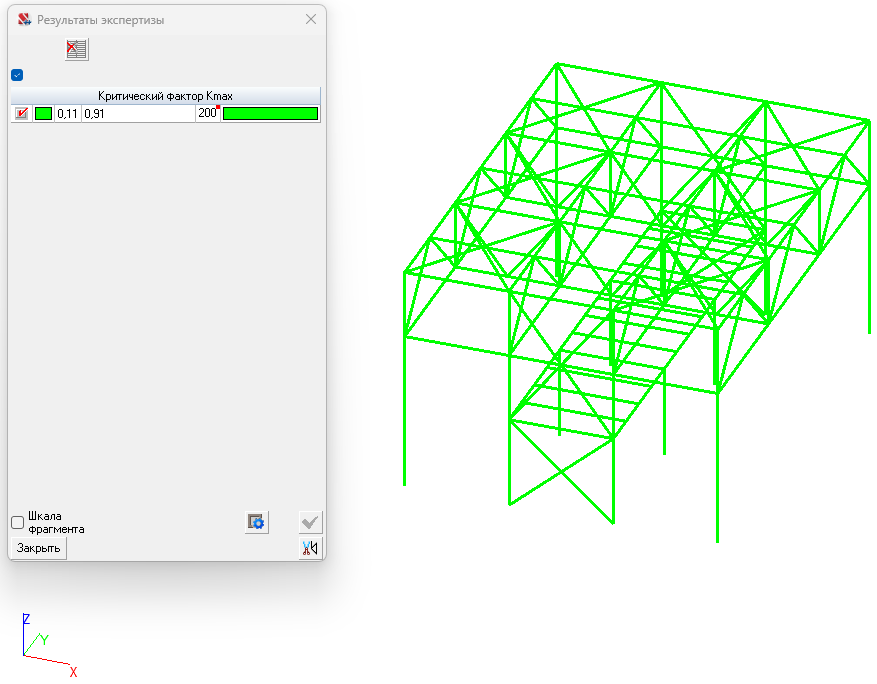 Результаты экспертизы
Критический фактор Kmax
0,11 0,91 200
Шкала
фрагмента
Закрыть
Z
Y
X